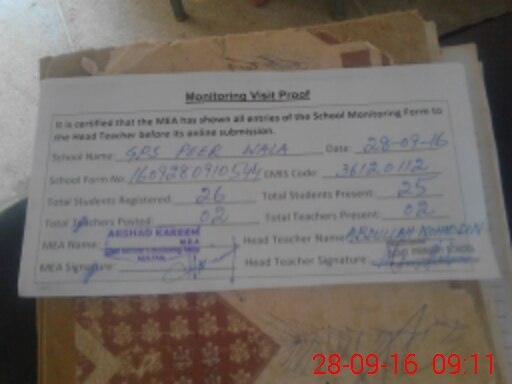 Monitoring Visit Proof
It is certified that the MEA has shown all entries of the School Monitoring Form to
the Head Teacher before its online submission.
School Name: GPS PEER WALA Date: 28-09-16
School Form No: 16092809105 EMIS Code: 36120112
Total Students Registered: 26 Total Students Present: 25
Total Teachers Posted: 02 Total Teachers Present: 02
MEA Name: ARSHAD KAREEM Head Teacher Name:
MEA
MEA Signature: Head Teacher Signature:
28-09-16 09:11